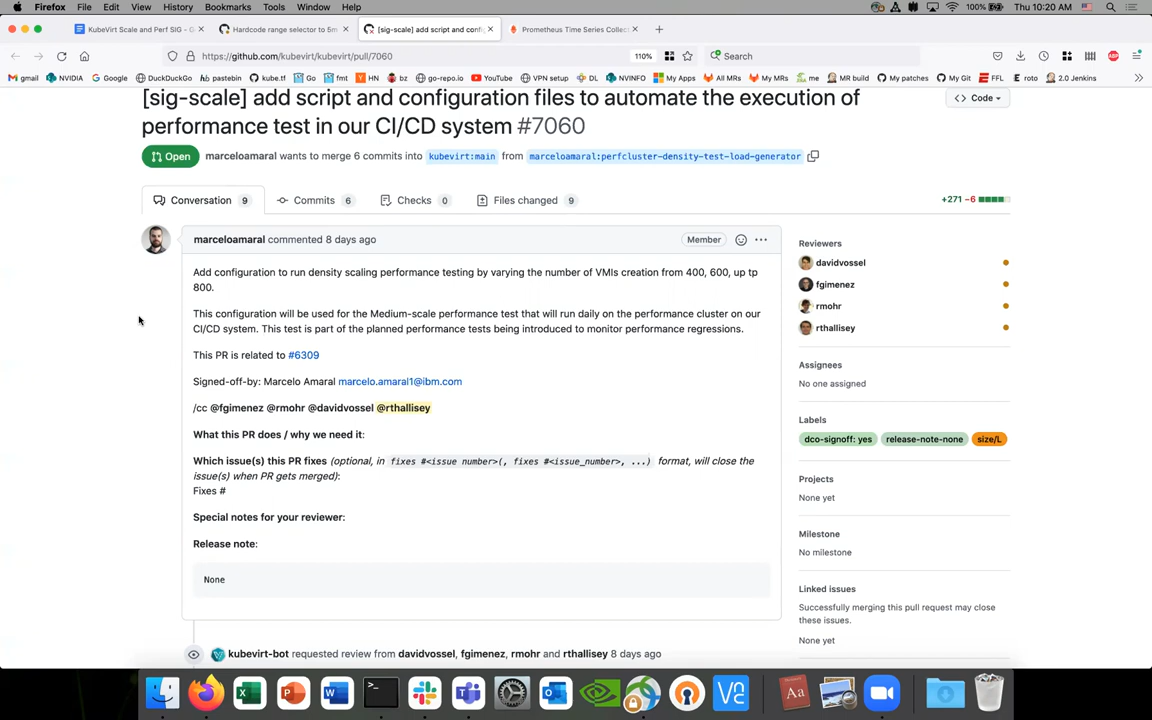 Firefox File Edit View History Bookmarks Tools Window Help 100% Thu 10:20 AM
KubeVirt Scale and Perf SIG - G
Hardcode range selector to 5m
[sig-scale] add script and confi
Prometheus Time Series Collect
https://github.com/kubevirt/kubevirt/pull/7060 110% Search
gmail NVIDIA Google DuckDuckGo pastebin kube.tf Go fmt HN bz go-repo.io YouTube VPN setup DL NVINFO My Apps All MRs My MRs me MR build My patches My Git FFL roto 2.0 Jenkins
[sig-scale] add script and configuration files to automate the execution of
performance test in our CI/CD system #7060
Code
Open marceloamaral wants to merge 6 commits into kubevirt:main from marceloamaral:perfcluster-density-test-load-generator
Conversation 9 Commits 6 Checks 0 Files changed 9 +271 −6
marceloamaral commented 8 days ago Member
Add configuration to run density scaling performance testing by varying the number of VMIs creation from 400, 600, up tp
800.
This configuration will be used for the Medium-scale performance test that will run daily on the performance cluster on our
CI/CD system. This test is part of the planned performance tests being introduced to monitor performance regressions.
This PR is related to #6309
Signed-off-by: Marcelo Amaral marcelo.amaral1@ibm.com
/cc @fgimenez @rmohr @davidvossel @rthallisey
What this PR does / why we need it:
Which issue(s) this PR fixes (optional, in fixes #<issue number>(, fixes #<issue_number>, ...) format, will close the
issue(s) when PR gets merged):
Fixes #
Special notes for your reviewer:
Release note:
None
kubevirt-bot requested review from davidvossel, fgimenez, rmohr and rthallisey 8 days ago
Reviewers
davidvossel
fgimenez
rmohr
rthallisey
Assignees
No one assigned
Labels
dco-signoff: yes release-note-none size/L
Projects
None yet
Milestone
No milestone
Linked issues
Successfully merging this pull request may close
these issues.
None yet